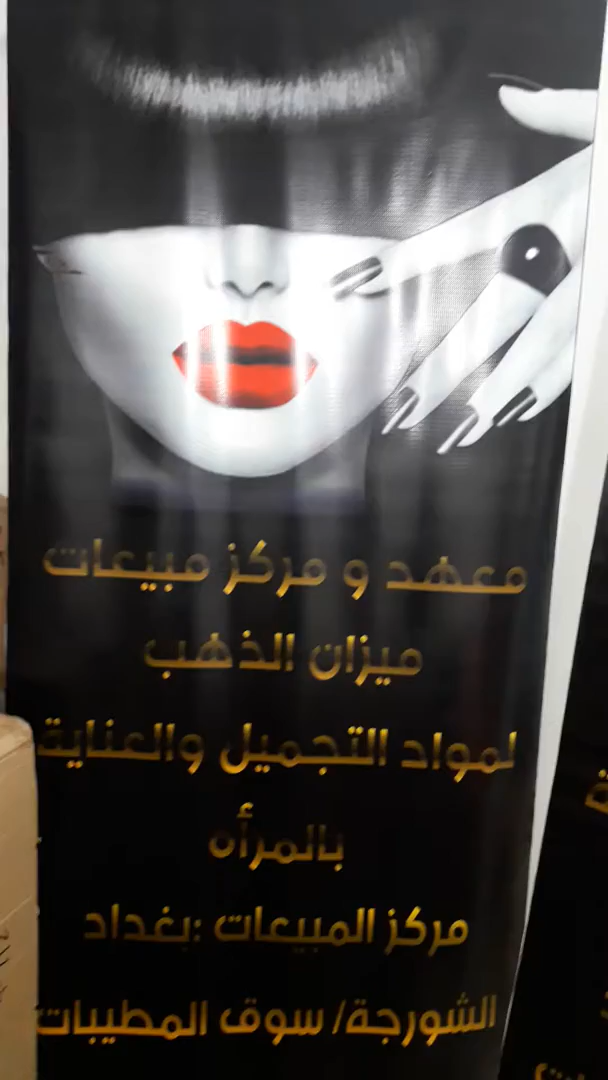 معهد و مركز مبيعات
ميزان الذهب
لمواد التجميل والعناية
بالمرأه
مركز المبيعات :بغداد
الشورجة/ سوق المطيبات